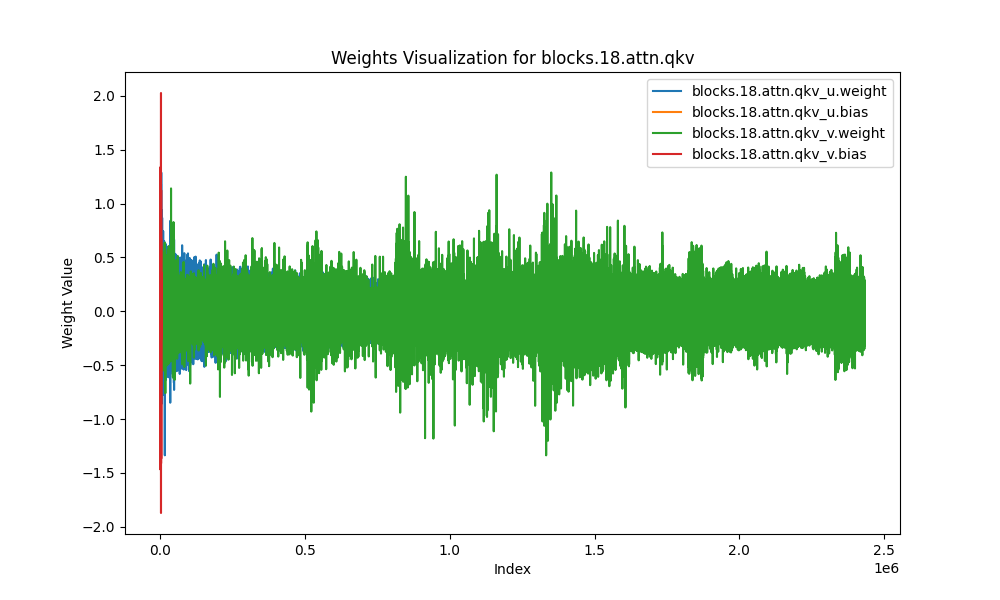 Weights Visualization for blocks.18.attn.qkv
blocks.18.attn.qkv_u.weight
blocks.18.attn.qkv_u.bias
blocks.18.attn.qkv_v.weight
blocks.18.attn.qkv_v.bias
Weight Value
2.0
1.5
1.0
0.5
0.0
−0.5
−1.0
−1.5
−2.0
0.0 0.5 1.0 1.5 2.0 2.5
1e6
Index